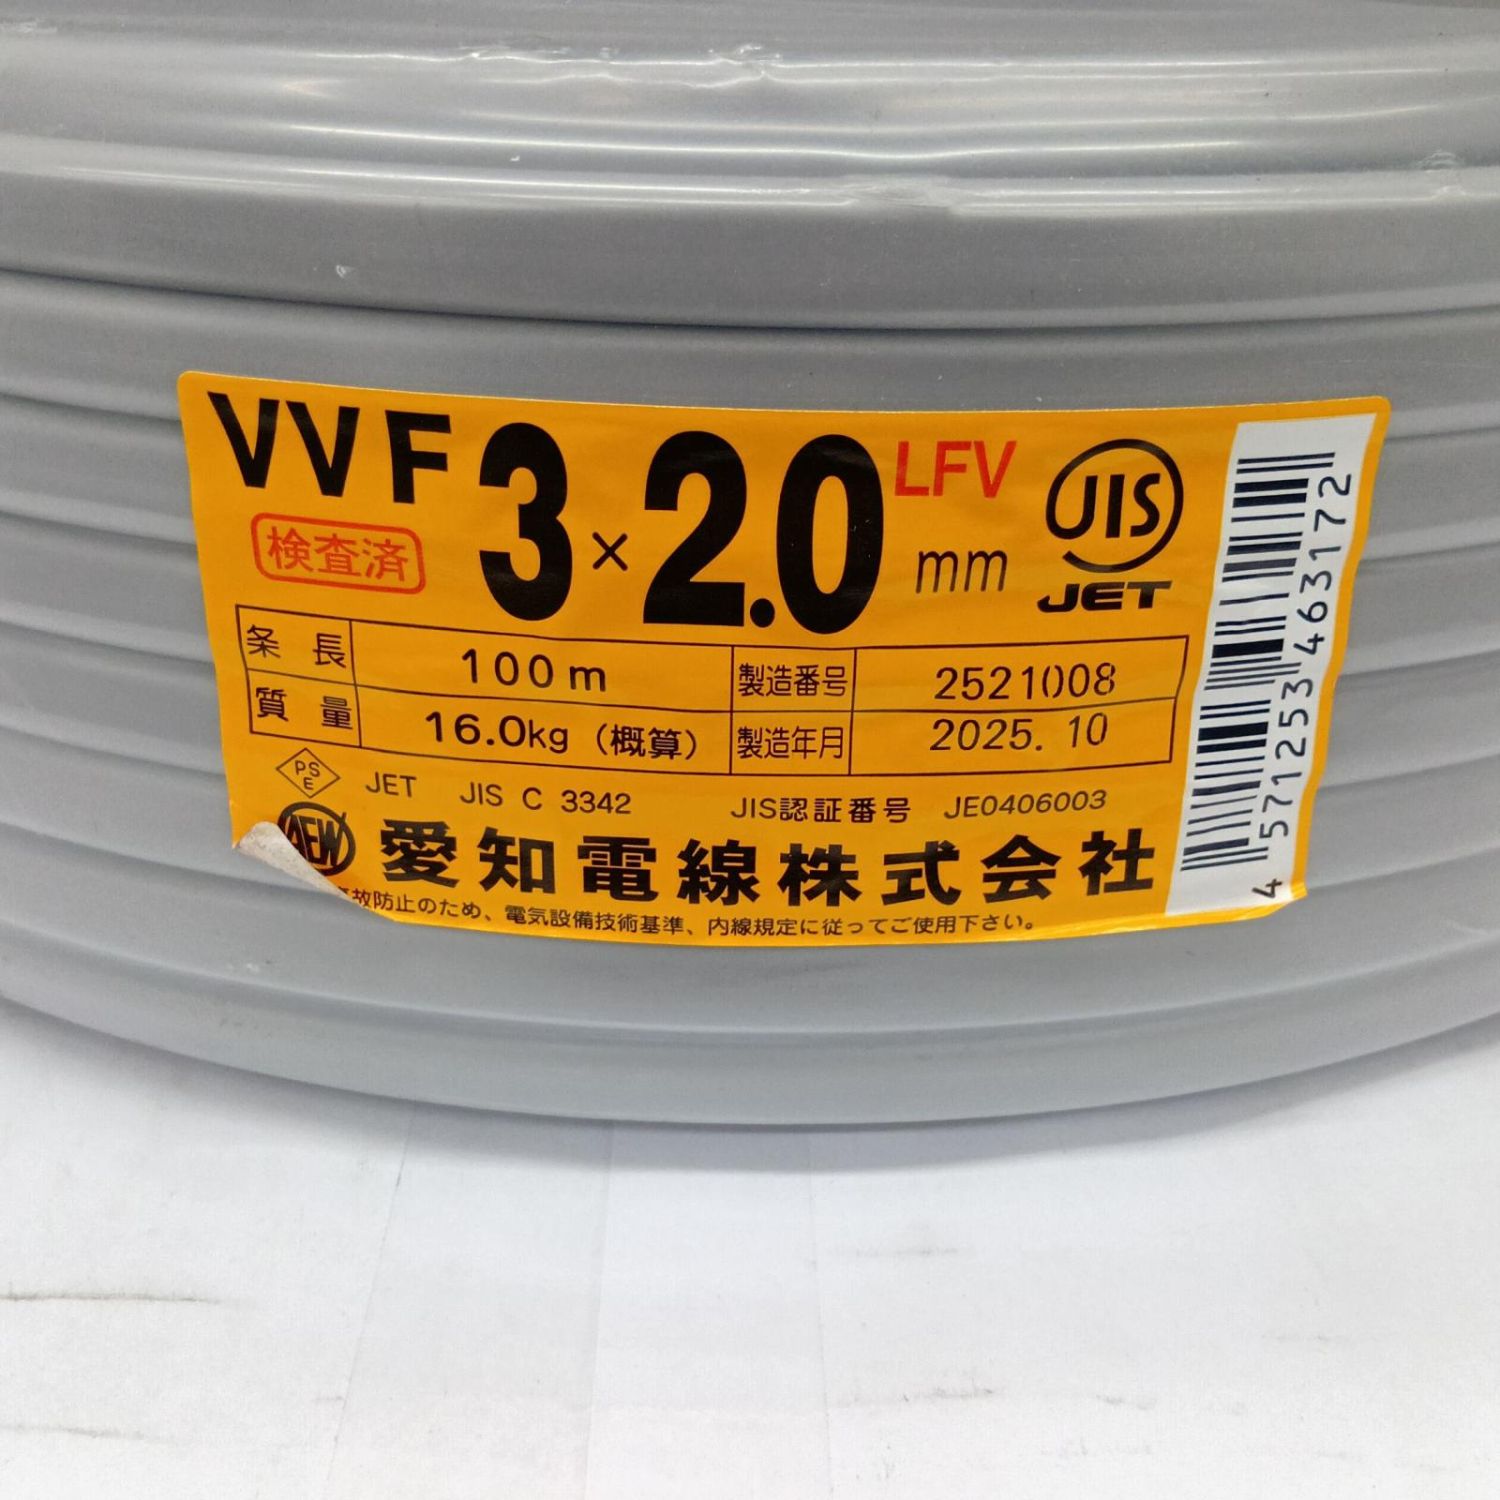 VVF 3×2.0 mm LFV
JIS
JET
検査済
条長 100m 製造番号 2521008
質量 16.0kg (概算) 製造年月 2025.10
PSE JET JIS C 3342 JIS認証番号 JE0406003
AEW 愛知電線株式会社
故防止のため、電気設備技術基準、内線規定に従ってご使用下さい。
4571253463172